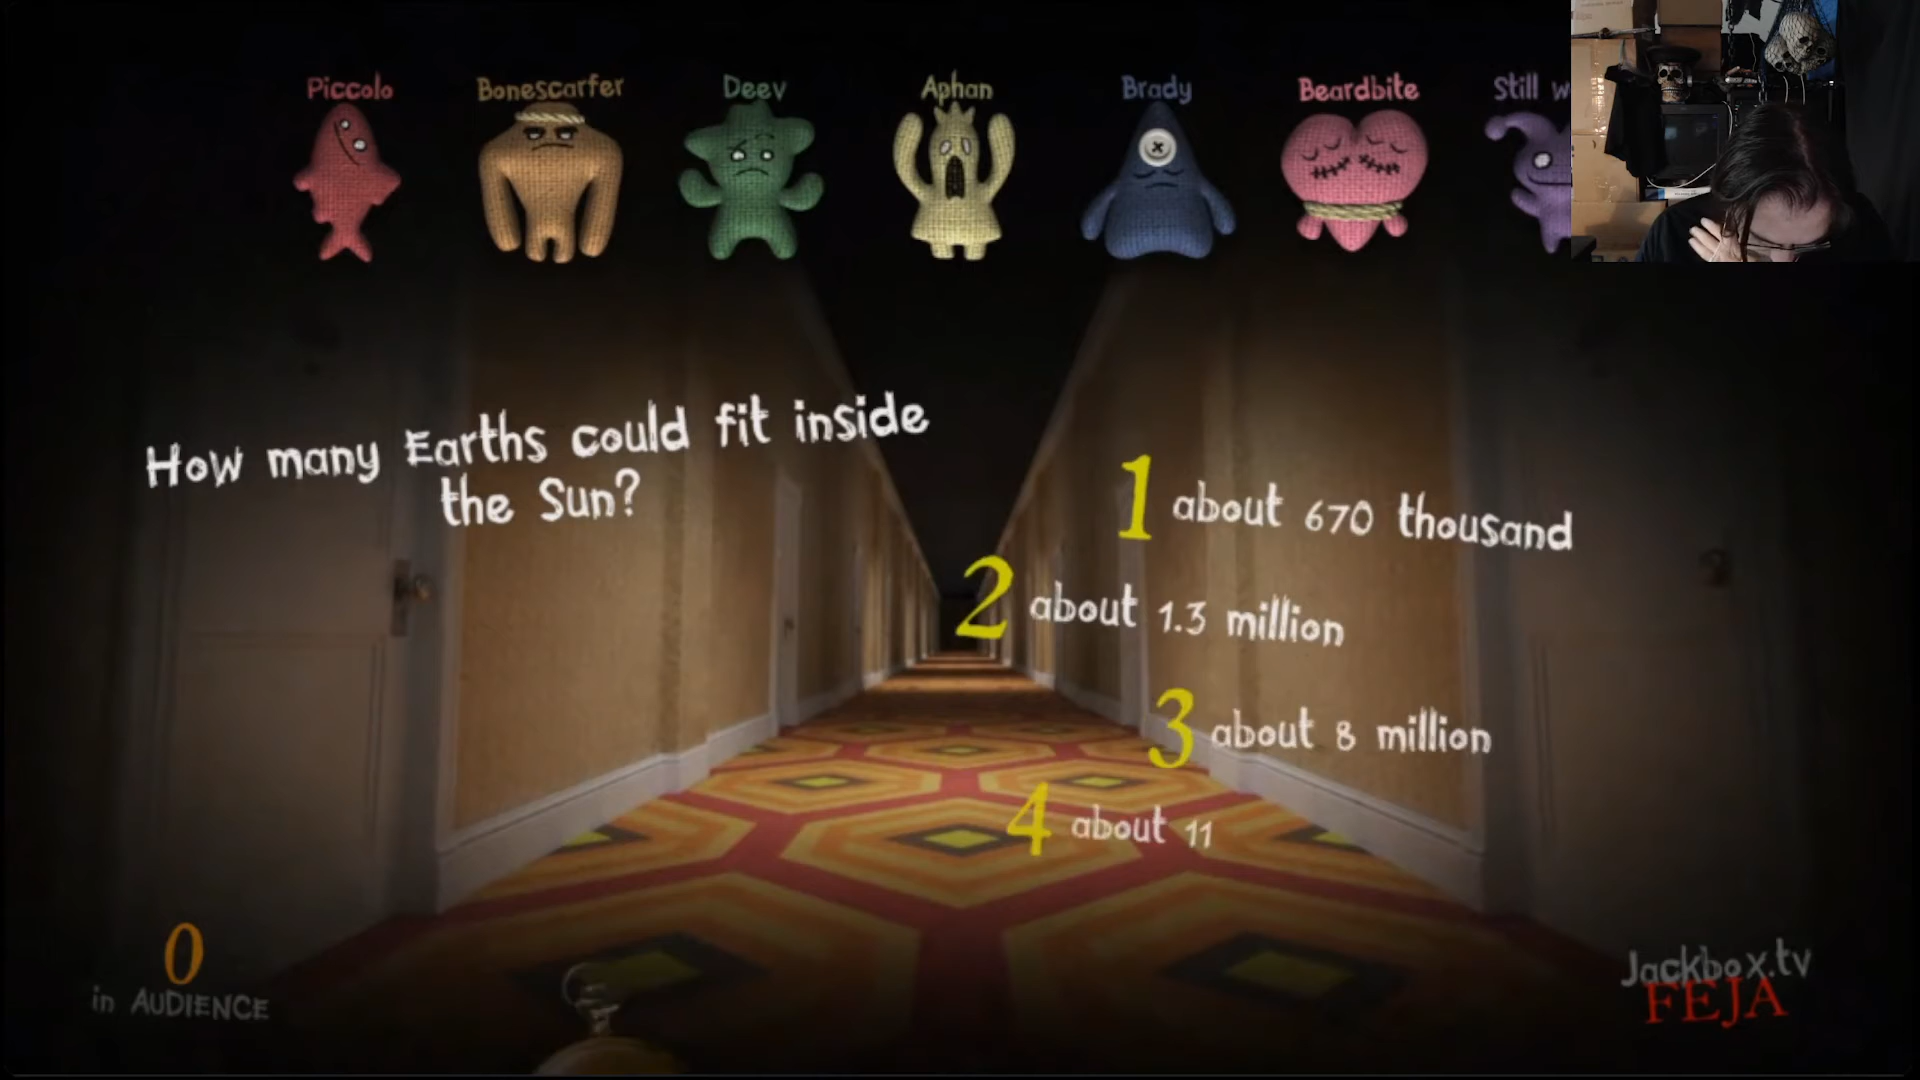 Piccolo
Bonescarfer
Deev
Aphan
Brady
Beardbite
Still
How many Earths could fit inside
the Sun?
1 about 670 thousand
2 about 1.3 million
3 about 8 million
4 about 11
0
in AUDIENCE
Jackbox.tv
FEJA